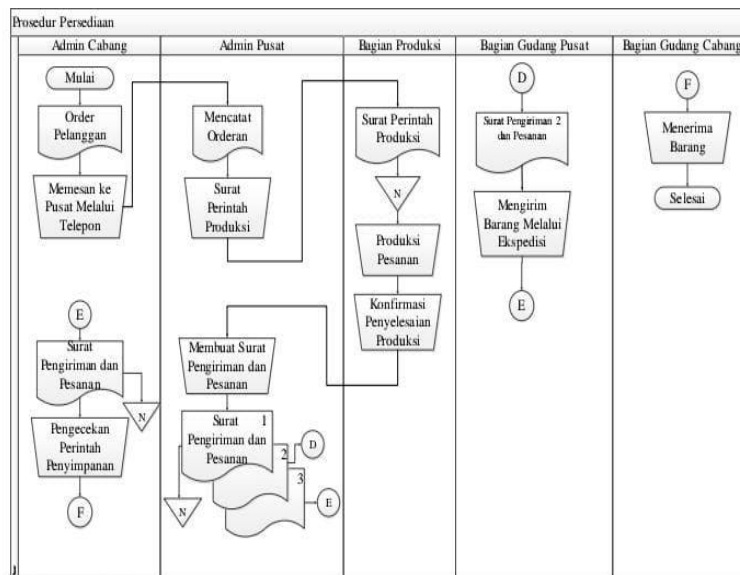 Prosedur Persediaan
Admin Cabang
Admin Pusat
Bagian Produksi
Bagian Gudang Pusat
Bagian Gudang Cabang
Mulai
Order
Pelanggan
Memesan ke
Pusat Melalui
Telepon
E
Surat
Pengiriman dan
Pesanan
N
Pengecekan
Perintah
Penyimpanan
F
Mencatat
Orderan
Surat
Perintah
Produksi
Membuat Surat
Pengiriman dan
Pesanan
Surat 1
Pengiriman dan
Pesanan
2
D
3
E
N
Surat Perintah
Produksi
N
Produksi
Pesanan
Konfirmasi
Penyelesaian
Produksi
D
Surat Pengiriman 2
dan Pesanan
Mengirim
Barang Melalui
Ekspedisi
E
F
Menerima
Barang
Selesai